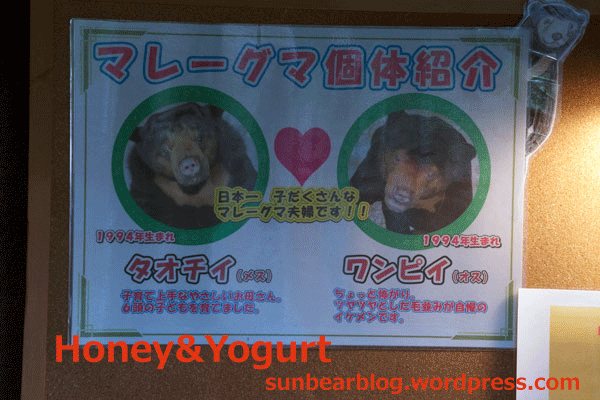 マレーグマ個体紹介
日本一 子だくさんな
マレーグマ夫婦です!!
1994年生まれ
タオチィ(メス)
子育て上手なやさしいお母さん。
6頭の子どもを育てました。
1994年生まれ
ワンピイ(オス)
ちょっと怖がり。
ツヤツヤとした毛並みが自慢の
イケメンです。
Honey&Yogurt
sunbearblog.wordpress.com